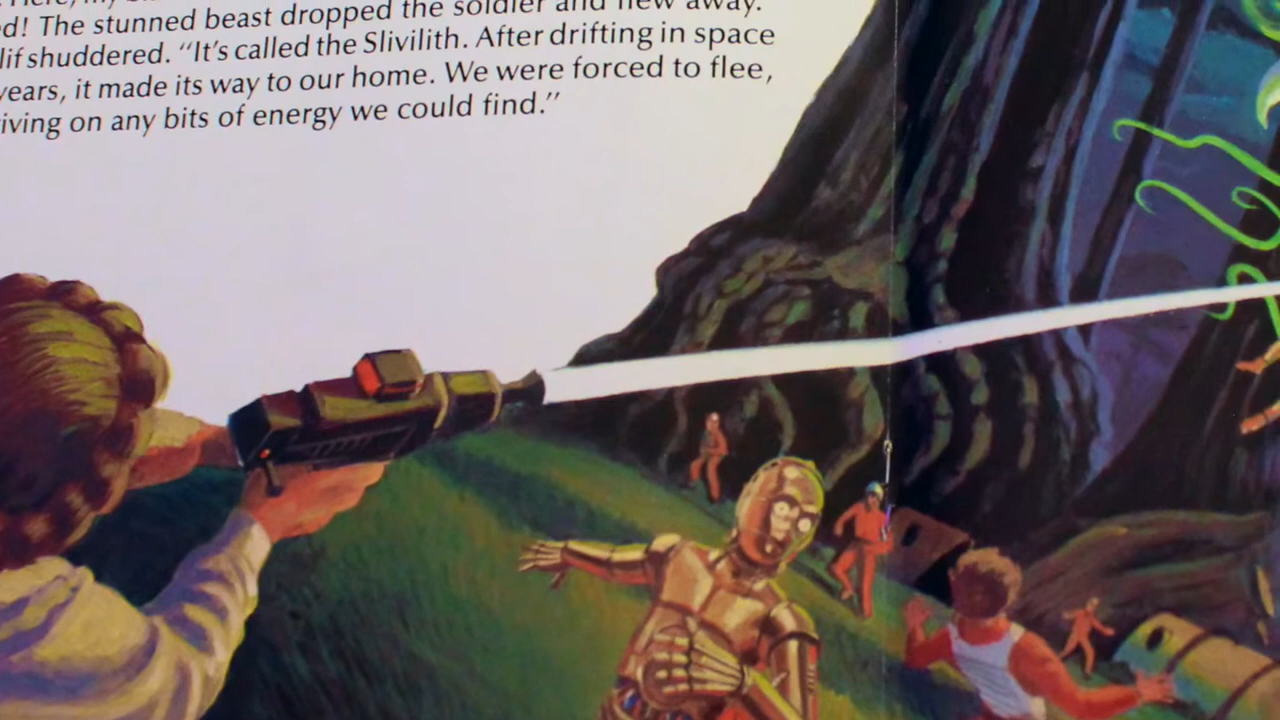 d! The stunned beast dropped the soldier and flew away.
lif shuddered. “It’s called the Slivilith. After drifting in space
years, it made its way to our home. We were forced to flee,
iving on any bits of energy we could find.”